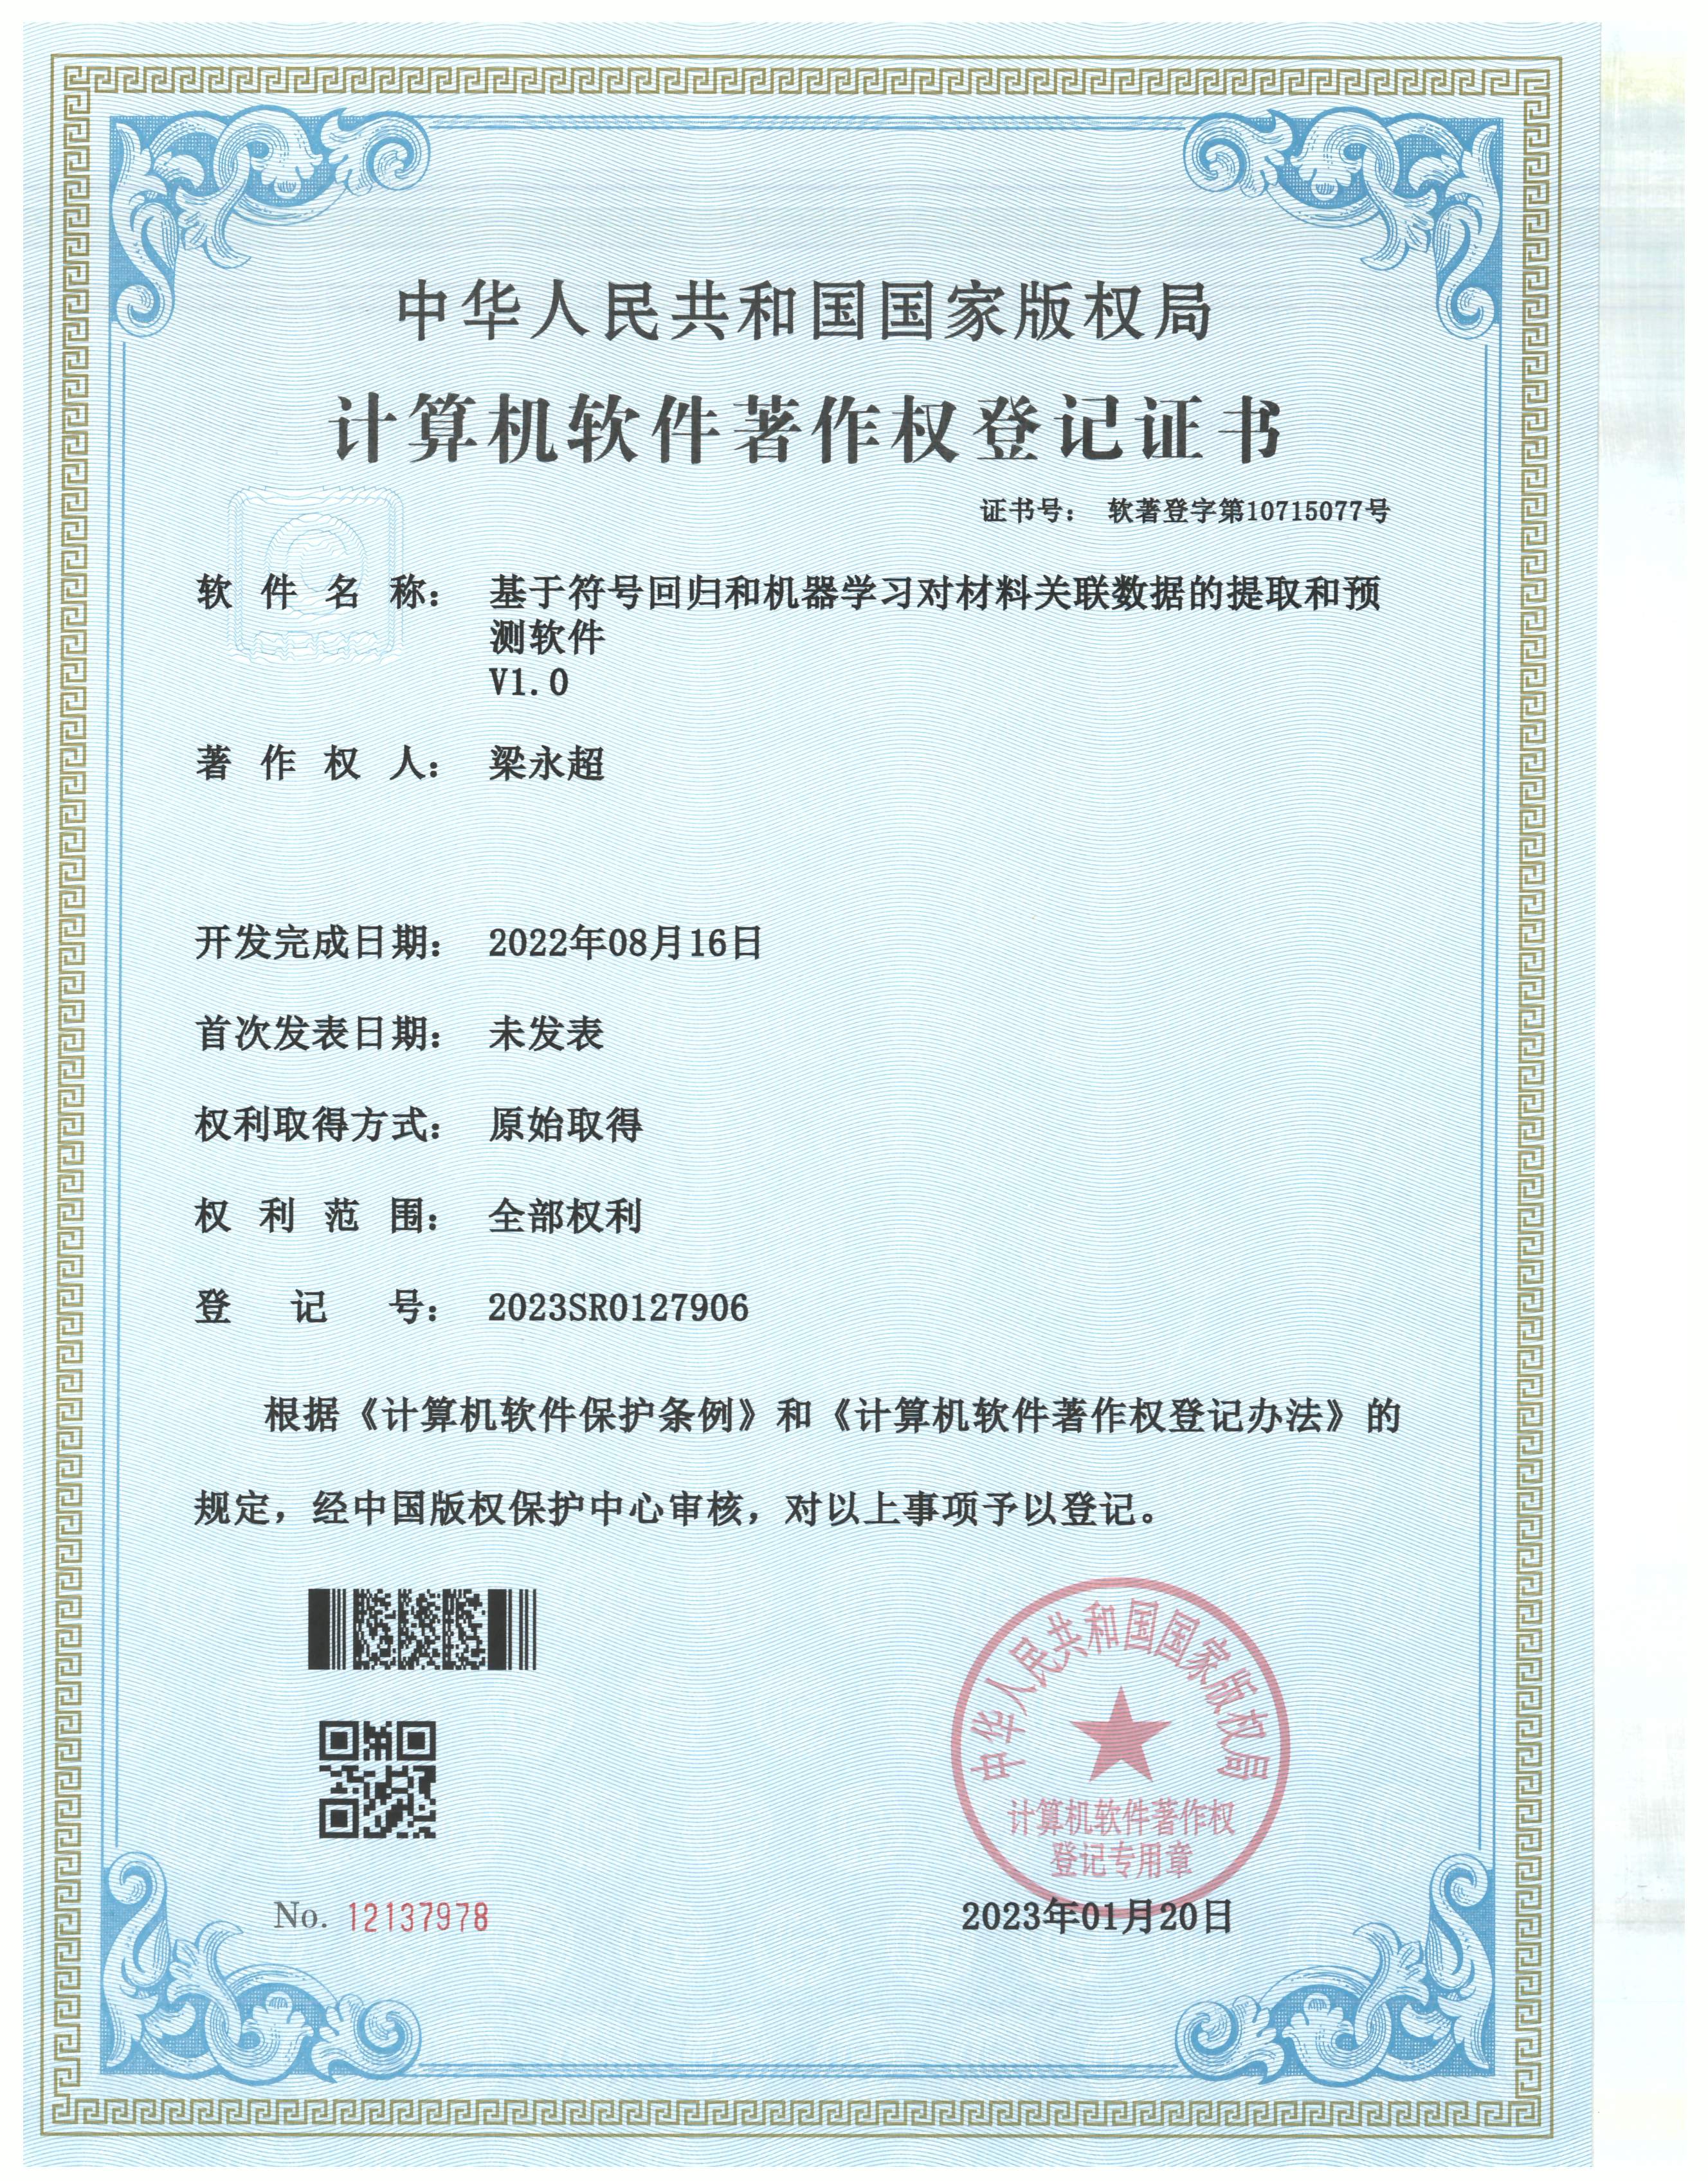 中华人民共和国国家版权局
计算机软件著作权登记证书
证书号： 软著登字第10715077号
软件名称： 基于符号回归和机器学习对材料关联数据的提取和预
测软件
V1.0
著作权人： 梁永超
开发完成日期： 2022年08月16日
首次发表日期： 未发表
权利取得方式： 原始取得
权利范围： 全部权利
登记号： 2023SR0127906
根据《计算机软件保护条例》和《计算机软件著作权登记办法》的
规定，经中国版权保护中心审核，对以上事项予以登记。
中华人民共和国国家版权局
计算机软件著作权
登记专用章
No. 12137978
2023年01月20日